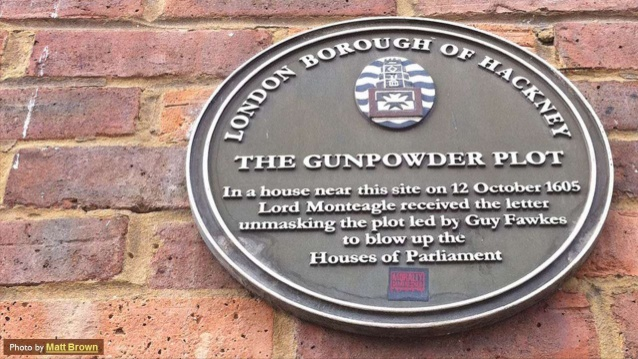 LONDON BOROUGH OF HACKNEY
THE GUNPOWDER PLOT
In a house near this site on 12 October 1605
Lord Monteagle received the letter
unmasking the plot led by Guy Fawkes
to blow up the
Houses of Parliament
Photo by Matt Brown